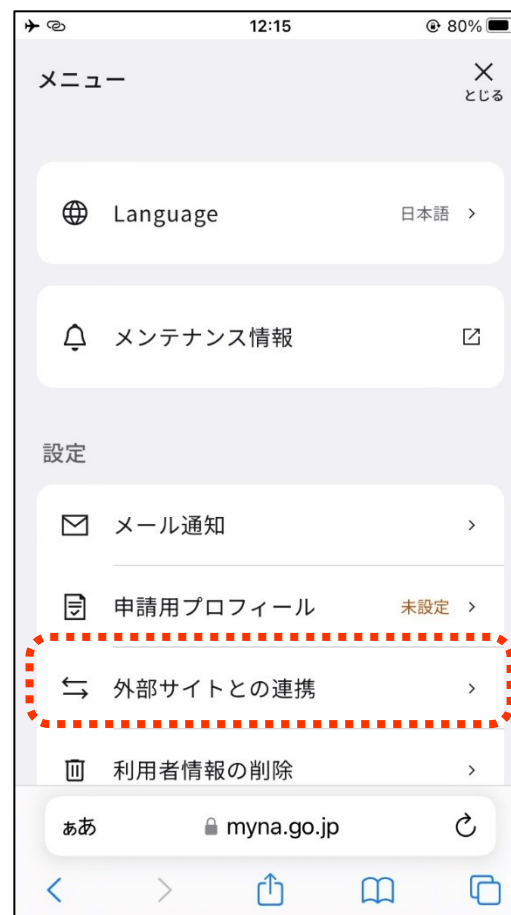 12:15 80%
メニュー
とじる
Language 日本語
メンテナンス情報
設定
メール通知
申請用プロフィール 未設定
外部サイトとの連携
利用者情報の削除
ぁあ myna.go.jp